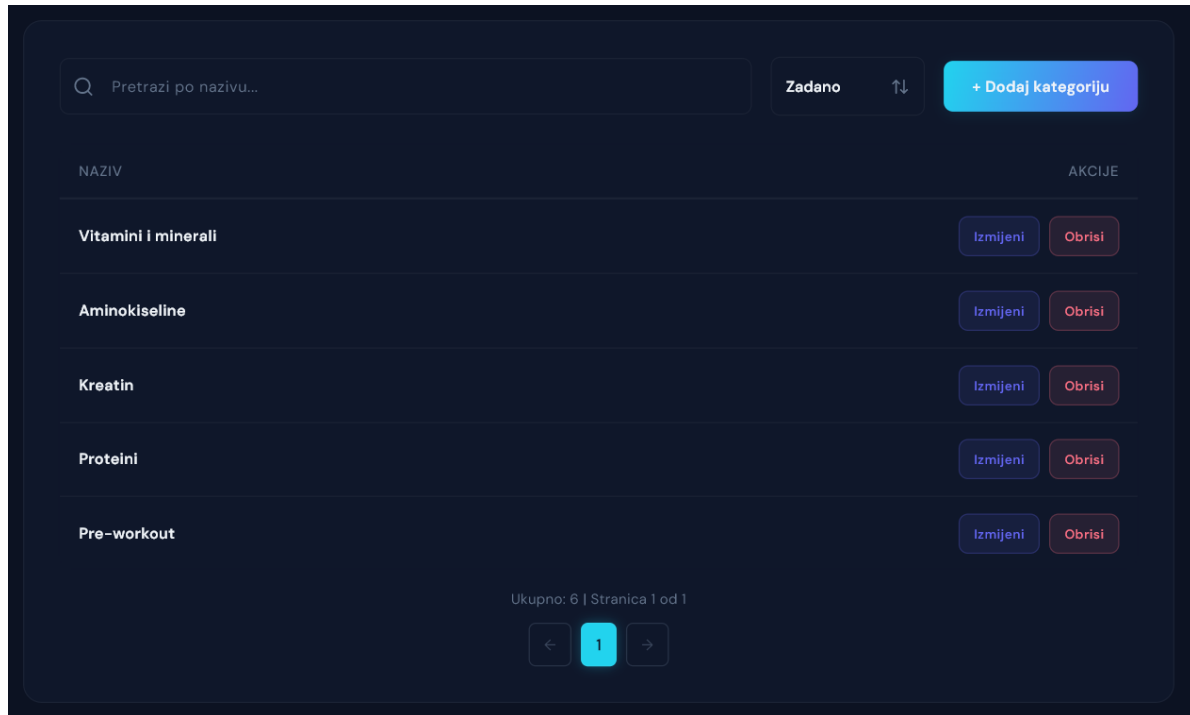 Pretrazi po nazivu...
Zadano
+ Dodaj kategoriju
NAZIV AKCIJE
Vitamini i minerali Izmijeni Obrisi
Aminokiseline Izmijeni Obrisi
Kreatin Izmijeni Obrisi
Proteini Izmijeni Obrisi
Pre-workout Izmijeni Obrisi
Ukupno: 6 | Stranica 1 od 1
← 1 →